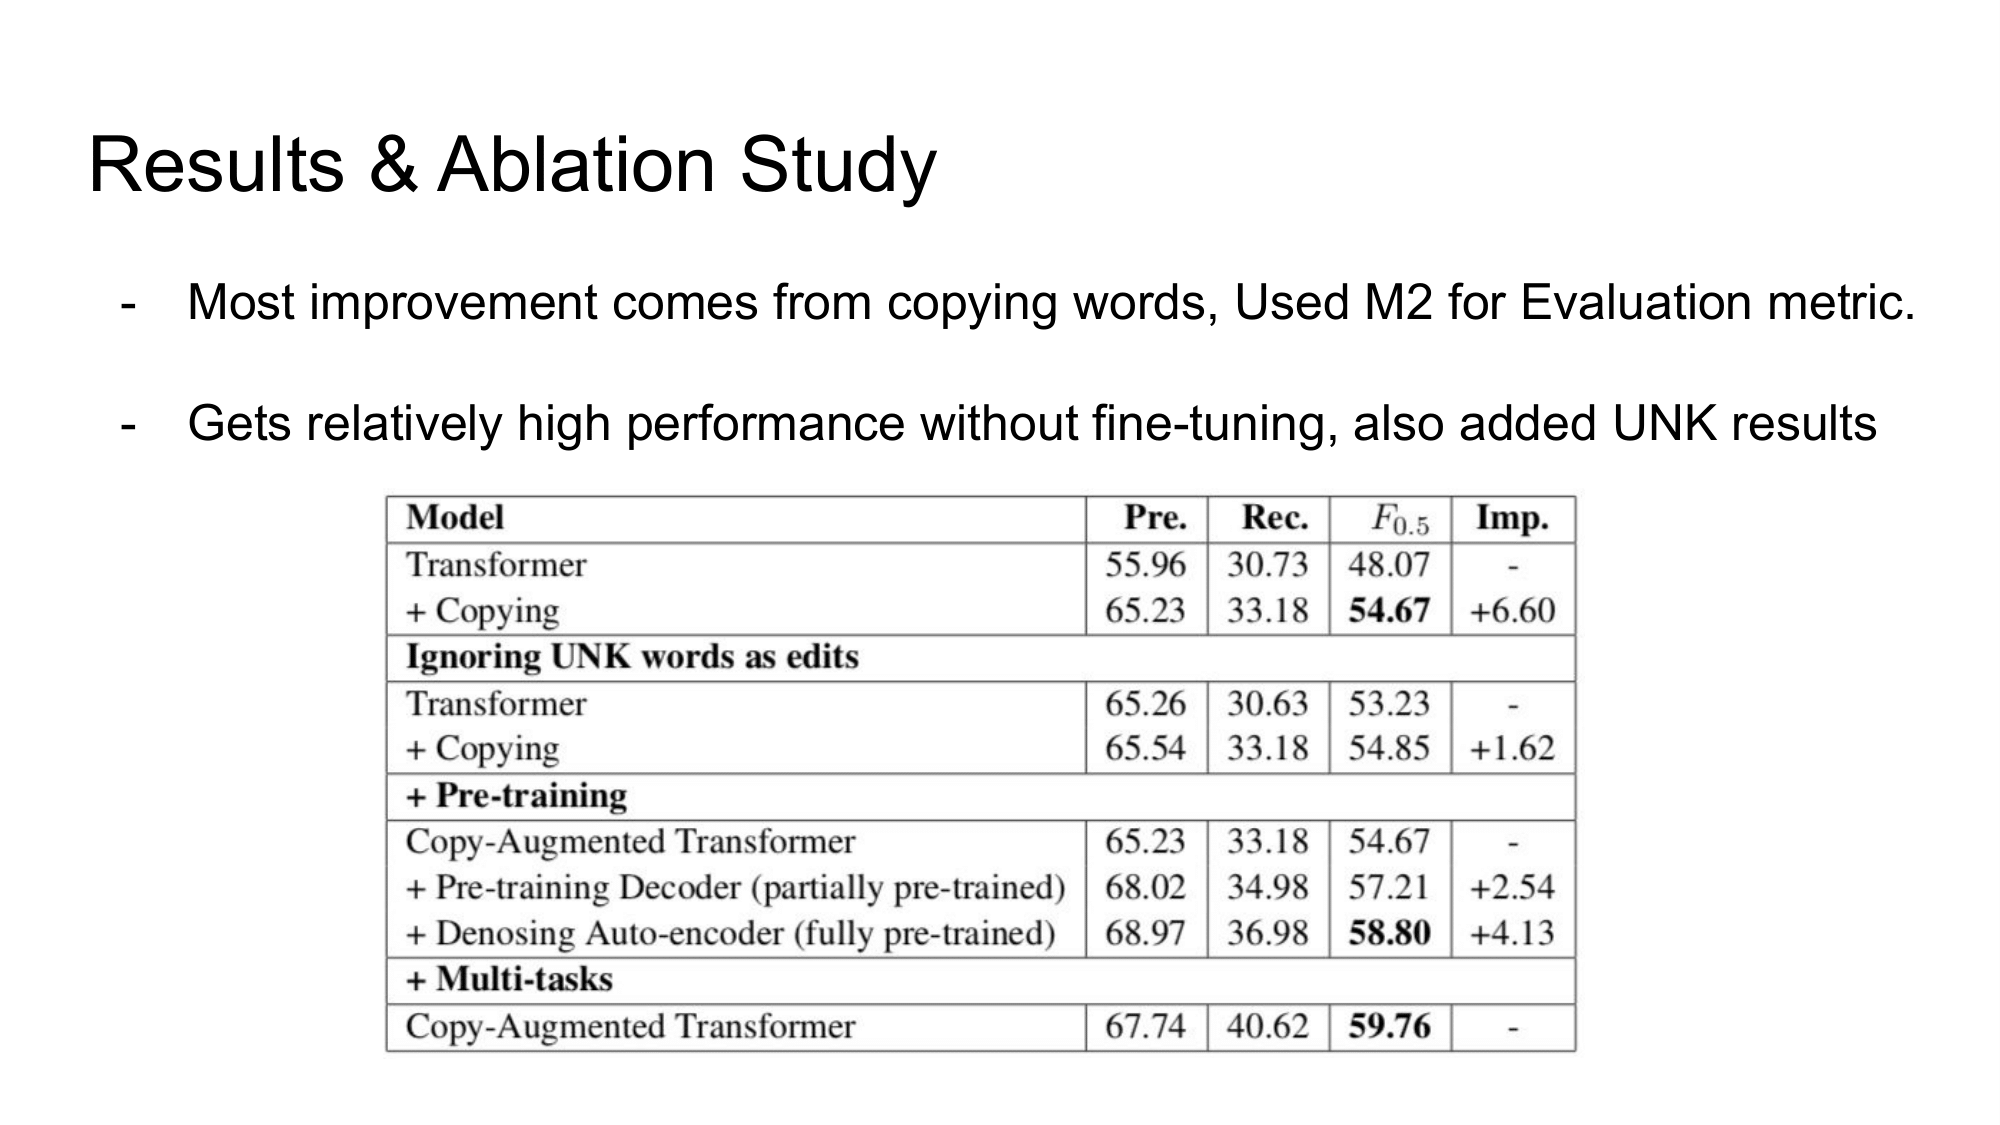 Results & Ablation Study
- Most improvement comes from copying words, Used M2 for Evaluation metric.
- Gets relatively high performance without fine-tuning, also added UNK results
Model Pre. Rec. F0.5 Imp.
Transformer 55.96 30.73 48.07 -
+ Copying 65.23 33.18 54.67 +6.60
Ignoring UNK words as edits
Transformer 65.26 30.63 53.23 -
+ Copying 65.54 33.18 54.85 +1.62
+ Pre-training
Copy-Augmented Transformer 65.23 33.18 54.67 -
+ Pre-training Decoder (partially pre-trained) 68.02 34.98 57.21 +2.54
+ Denosing Auto-encoder (fully pre-trained) 68.97 36.98 58.80 +4.13
+ Multi-tasks
Copy-Augmented Transformer 67.74 40.62 59.76 -